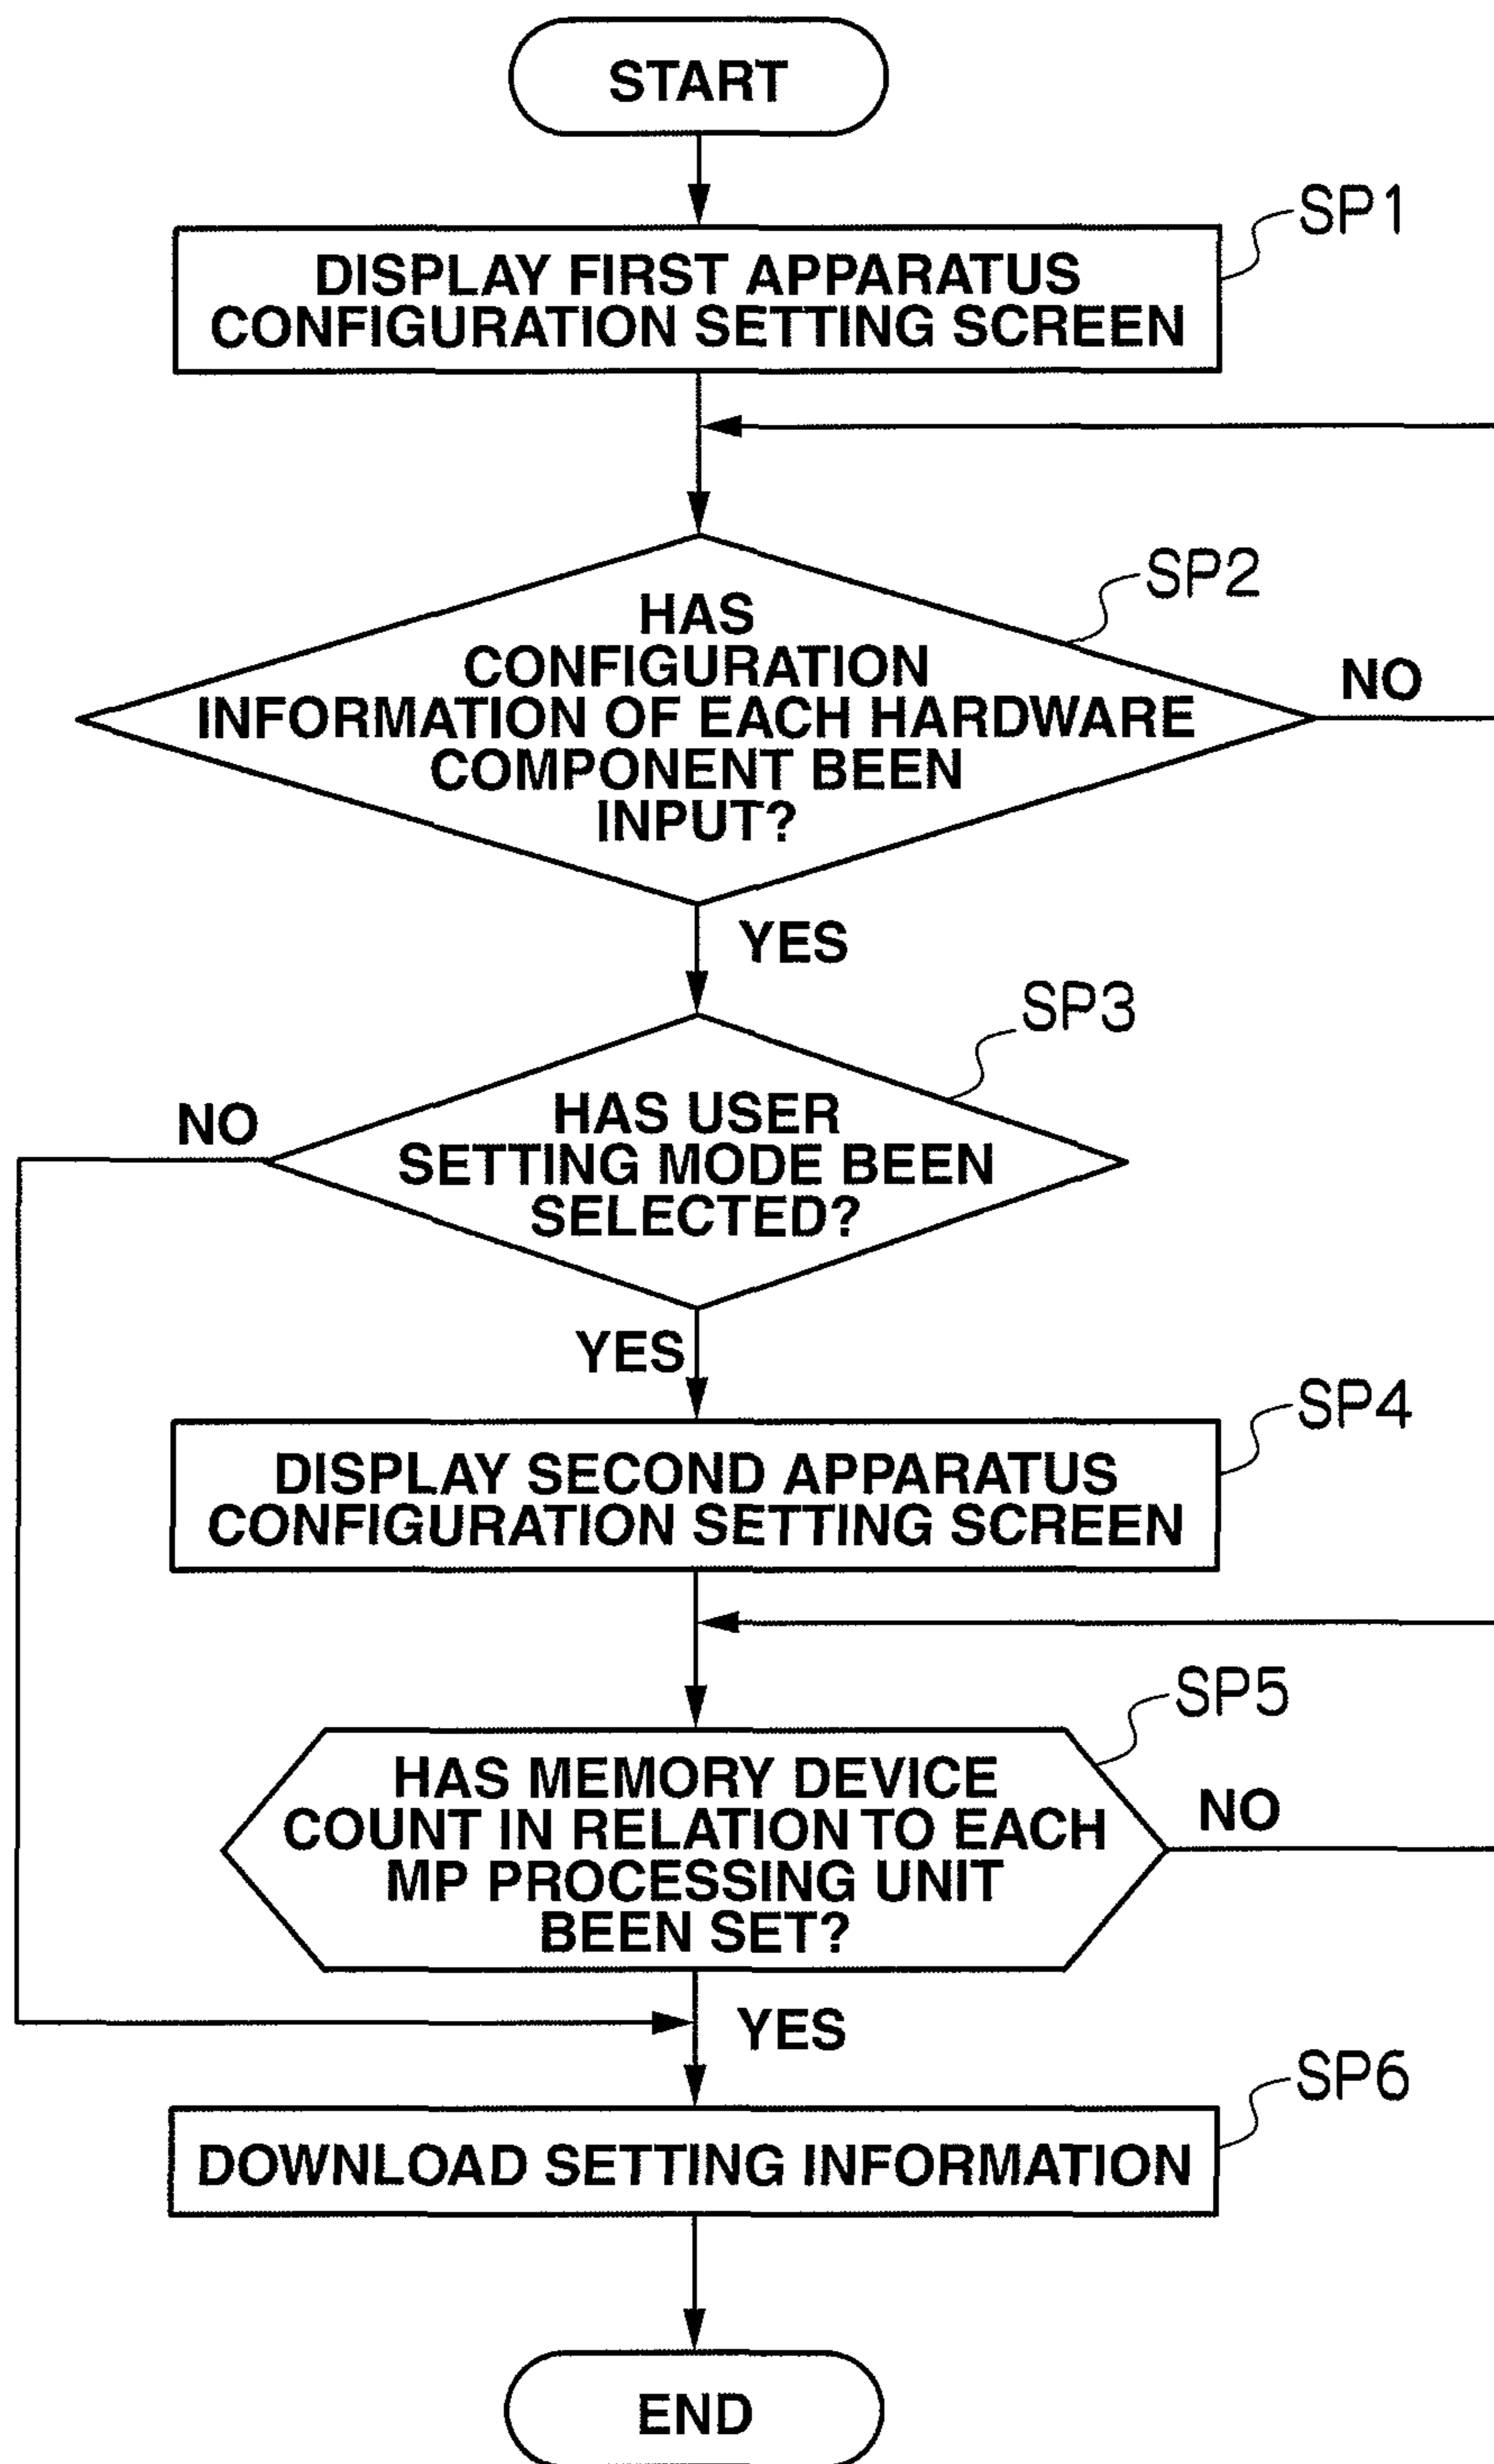 START
SP1
DISPLAY FIRST APPARATUS
CONFIGURATION SETTING SCREEN
SP2
HAS
CONFIGURATION
INFORMATION OF EACH HARDWARE
COMPONENT BEEN
INPUT?
NO
YES
SP3
HAS USER
SETTING MODE BEEN
SELECTED?
NO
YES
SP4
DISPLAY SECOND APPARATUS
CONFIGURATION SETTING SCREEN
SP5
HAS MEMORY DEVICE
COUNT IN RELATION TO EACH
MP PROCESSING UNIT
BEEN SET?
NO
YES
SP6
DOWNLOAD SETTING INFORMATION
END